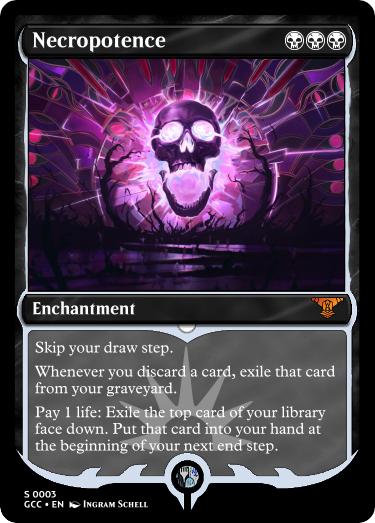 Necropotence
Enchantment
Skip your draw step.
Whenever you discard a card, exile that card
from your graveyard.
Pay 1 life: Exile the top card of your library
face down. Put that card into your hand at
the beginning of your next end step.
S 0003
GCC • EN Ingram Schell